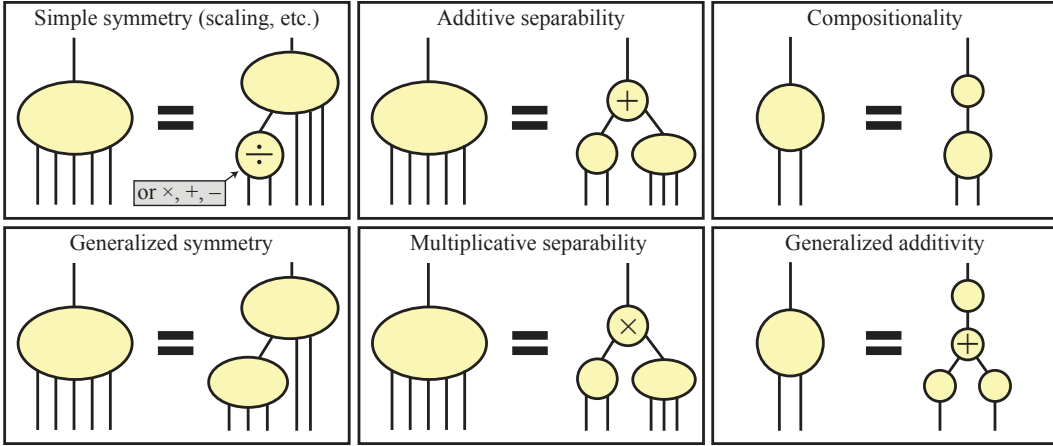 Simple symmetry (scaling, etc.)
=
÷
or ×, +, –
Additive separability
=
+
Compositionality
=
Generalized symmetry
=
Multiplicative separability
=
×
Generalized additivity
=
+